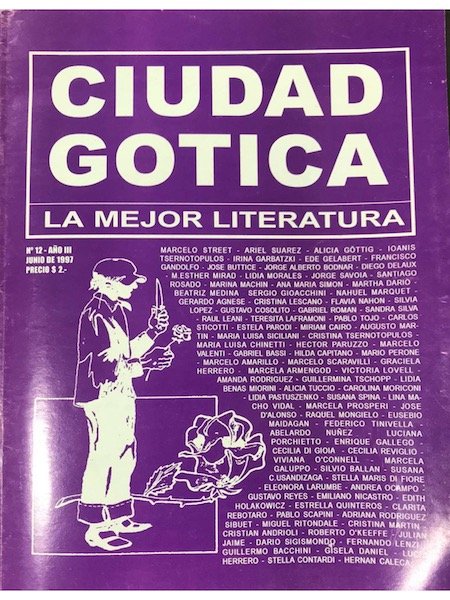 CIUDAD
GOTICA
LA MEJOR LITERATURA
Nº 12 - AÑO III
JUNIO DE 1997
PRECIO $ 2.-
MARCELO STREET - ARIEL SUAREZ - ALICIA GÖTTIG - IOANIS
TSERNOTOPULOS - IRINA GARBATZKI - EDE GELABERT - FRANCISCO
GANDOLFO - JOSE BUTTICE - JORGE ALBERTO BODNAR - DIEGO DELAUX
- M.ESTHER MIRAD - LIDIA MORALES - JORGE SAVOIA - SANTIAGO
ROSADO - MARINA MACHIN - ANA MARIA SIMON - MARTHA DARIO -
BEATRIZ MEDINA SERGIO GIOACCHINI - NAHUEL MARQUET -
GERARDO AGNESE - CRISTINA LESCANO - FLAVIA NAHON - SILVIA
LOPEZ - GUSTAVO COSOLITO - GABRIEL ROMAN - SANDRA SILVA
- RAUL LEANI - TERESITA LAFRAMONI - PABLO TOJO - CARLOS
STICOTTI - ESTELA PARODI - MIRIAM CAIRO - AUGUSTO MAR-
TIN - MARIA LUISA SICILIANI - CRISTINA TSERNOTOPULOS -
MARIA LUISA CHINETTI - HECTOR PARUZZO - MARCELO
VALENTI - GABRIEL BASSI - HILDA CAPITANO - MARIO PERONE
- MARCELO AMARILLO - MARCELO SCARAVILLI - GRACIELA
HERRERO - MARCELA ARMENGOD - VICTORIA LOVELL -
AMANDA RODRIGUEZ - GUILLERMINA TSCHOPP - LIDIA
BENAS MIORINI - ALICIA TUCCIO - CAROLINA MORICONI
- LIDIA PASTUSZENKO - SUSANA SPINA - LINA MA-
CHO VIDAL - MARCELA PROSPERI - JOSE
D'ALONSO - RAQUEL MONGIELO - EUSEBIO
MAIDAGAN - FEDERICO TINIVELLA -
ABELARDO NUÑEZ - LUCIANA
PORCHIETTO - ENRIQUE GALLEGO -
CECILIA DI GIOIA - CECILIA REVIGLIO -
VIVIANA O'CONNELL - MARCELA
GALUPPO - SILVIO BALLAN - SUSANA
C.USANDIZAGA - STELLA MARIS DI FIORE
- ELEONORA LARUMBE - ANDREA OCAMPO -
GUSTAVO REYES - EMILIANO NICASTRO - EDITH
HOLAKOWICZ - ESTRELLA QUINTEROS - CLARITA
REBOTARO - PABLO SCAPINI - ADRIANA RODRIGUEZ
SIBUET - MIGUEL RITONDALE - CRISTINA MARTIN
CRISTIAN ANDRIOLI - ROBERTO O'KEEFFE - JULIAN
JAIME - DARIO SIGISMONDO - FERNANDO LENZI
GUILLERMO BACCHINI - GISELA DANIEL -
HERRERO - STELLA CONTARDI - HERNAN